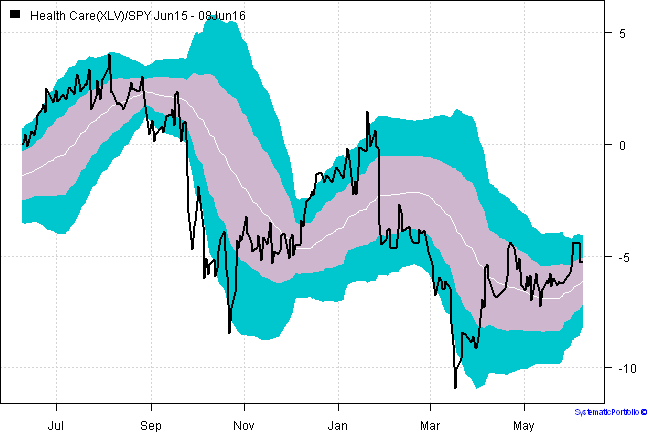 Health Care(XLV)/SPY Jun15 - 08Jun16
5
0
-5
-10
Jul Sep Nov Jan Mar May
SystematicPortfolio ©